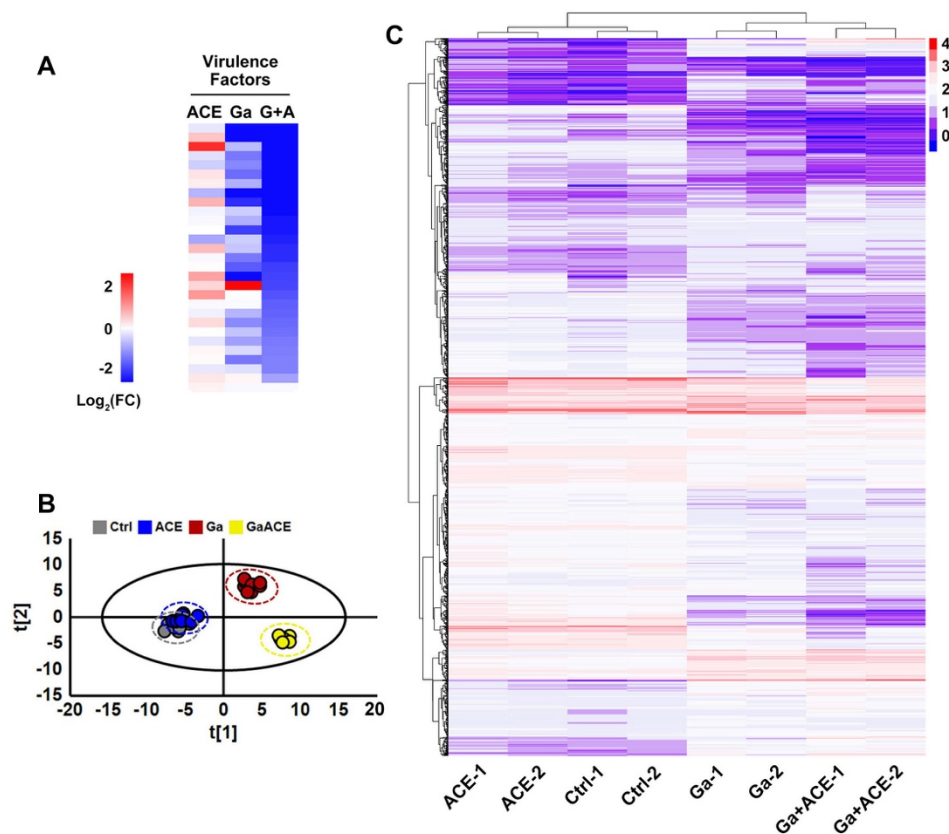 A
Virulence
Factors
ACE Ga G+A
2
0
-2
Log2(FC)
B
Ctrl ACE Ga GaACE
15
10
5
0
-5
-10
-15
t[2]
-20 -15 -10 -5 0 5 10 15 20
t[1]
C
4
3
2
1
0
ACE-1
ACE-2
Ctrl-1
Ctrl-2
Ga-1
Ga-2
Ga+ACE-1
Ga+ACE-2